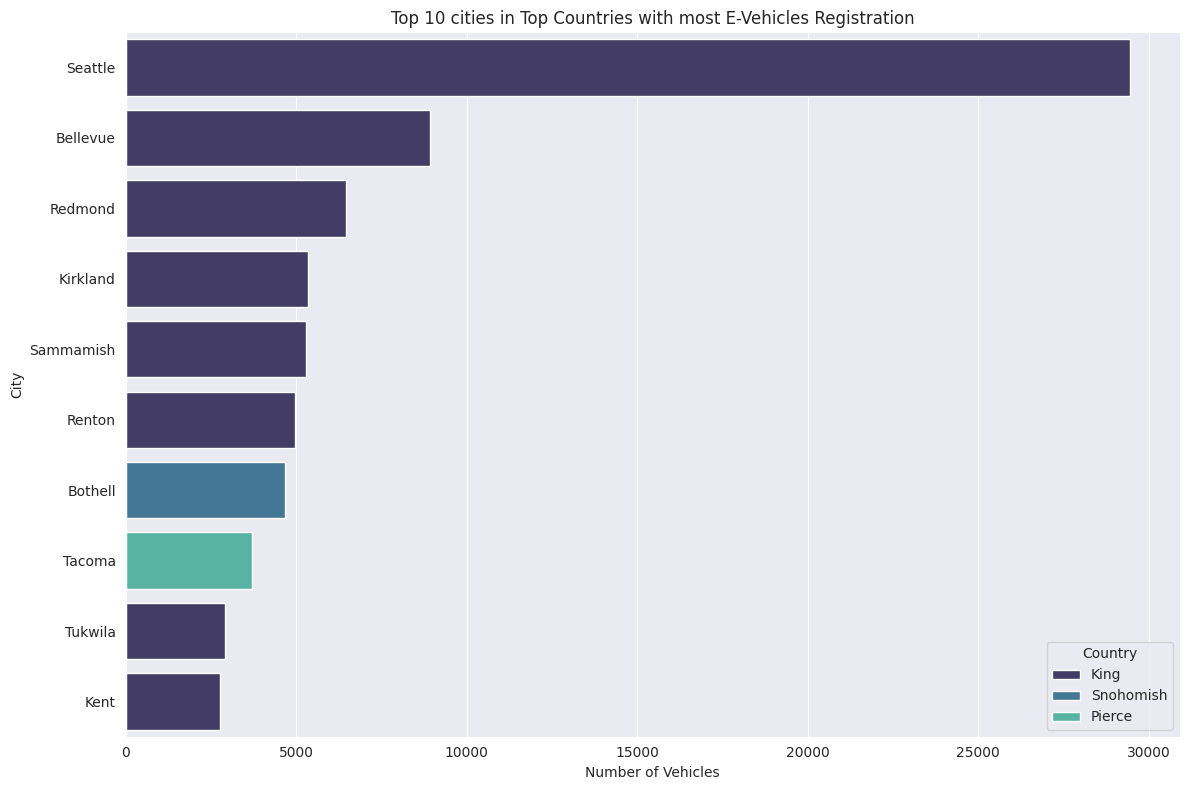 Top 10 cities in Top Countries with most E-Vehicles Registration
City
Seattle
Bellevue
Redmond
Kirkland
Sammamish
Renton
Bothell
Tacoma
Tukwila
Kent
Country
King
Snohomish
Pierce
0 5000 10000 15000 20000 25000 30000
Number of Vehicles